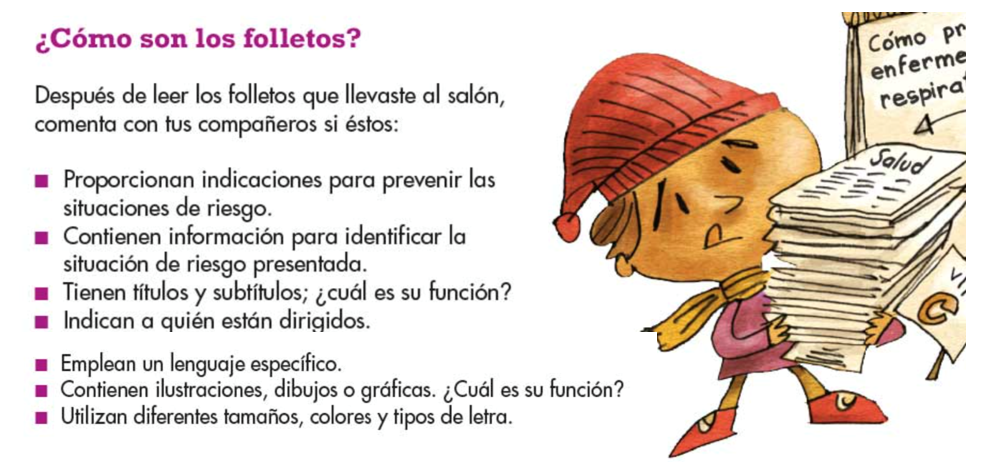 ¿Cómo son los folletos?
Después de leer los folletos que llevaste al salón,
comenta con tus compañeros si éstos:
■ Proporcionan indicaciones para prevenir las
situaciones de riesgo.
■ Contienen información para identificar la
situación de riesgo presentada.
■ Tienen títulos y subtítulos; ¿cuál es su función?
■ Indican a quién están dirigidos.
■ Emplean un lenguaje específico.
■ Contienen ilustraciones, dibujos o gráficas. ¿Cuál es su función?
■ Utilizan diferentes tamaños, colores y tipos de letra.
Cómo pr
enferme
respira
Salud